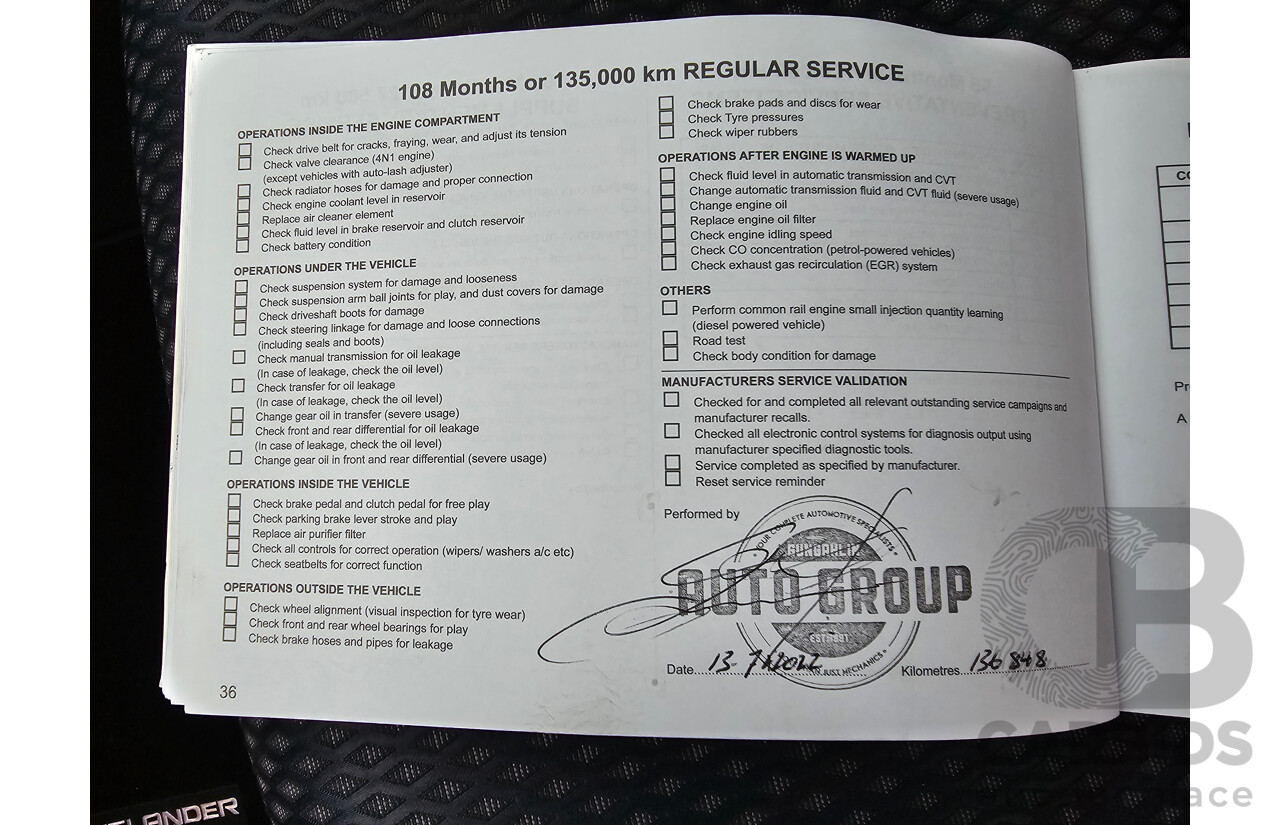 108 Months or 135,000 km REGULAR SERVICE
OPERATIONS INSIDE THE ENGINE COMPARTMENT
Check drive belt for cracks, fraying, wear, and adjust its tension
Check valve clearance (4N1 engine)
(except vehicles with auto-lash adjuster)
Check radiator hoses for damage and proper connection
Check engine coolant level in reservoir
Replace air cleaner element
Check fluid level in brake reservoir and clutch reservoir
Check battery condition
OPERATIONS UNDER THE VEHICLE
Check suspension system for damage and looseness
Check suspension arm ball joints for play, and dust covers for damage
Check driveshaft boots for damage
Check steering linkage for damage and loose connections
(including seals and boots)
Check manual transmission for oil leakage
(In case of leakage, check the oil level)
Check transfer for oil leakage
(In case of leakage, check the oil level)
Change gear oil in transfer (severe usage)
Check front and rear differential for oil leakage
(In case of leakage, check the oil level)
Change gear oil in front and rear differential (severe usage)
OPERATIONS INSIDE THE VEHICLE
Check brake pedal and clutch pedal for free play
Check parking brake lever stroke and play
Replace air purifier filter
Check all controls for correct operation (wipers/ washers a/c etc)
Check seatbelts for correct function
OPERATIONS OUTSIDE THE VEHICLE
Check wheel alignment (visual inspection for tyre wear)
Check front and rear wheel bearings for play
Check brake hoses and pipes for leakage
36
Check brake pads and discs for wear
Check Tyre pressures
Check wiper rubbers
OPERATIONS AFTER ENGINE IS WARMED UP
Check fluid level in automatic transmission and CVT
Change automatic transmission fluid and CVT fluid (severe usage)
Change engine oil
Replace engine oil filter
Check engine idling speed
Check CO concentration (petrol-powered vehicles)
Check exhaust gas recirculation (EGR) system
OTHERS
Perform common rail engine small injection quantity learning
(diesel powered vehicle)
Road test
Check body condition for damage
MANUFACTURERS SERVICE VALIDATION
Checked for and completed all relevant outstanding service campaigns and
manufacturer recalls.
Checked all electronic control systems for diagnosis output using
manufacturer specified diagnostic tools.
Service completed as specified by manufacturer.
Reset service reminder
Performed by
YOUR COMPLETE AUTOMOTIVE SPECIALISTS
GUNGAHLIN
AUTO GROUP
EST. 1991
JUST MECHANICS
Date 13-7-2022
Kilometres 136 848
CO
Pr
A
CB